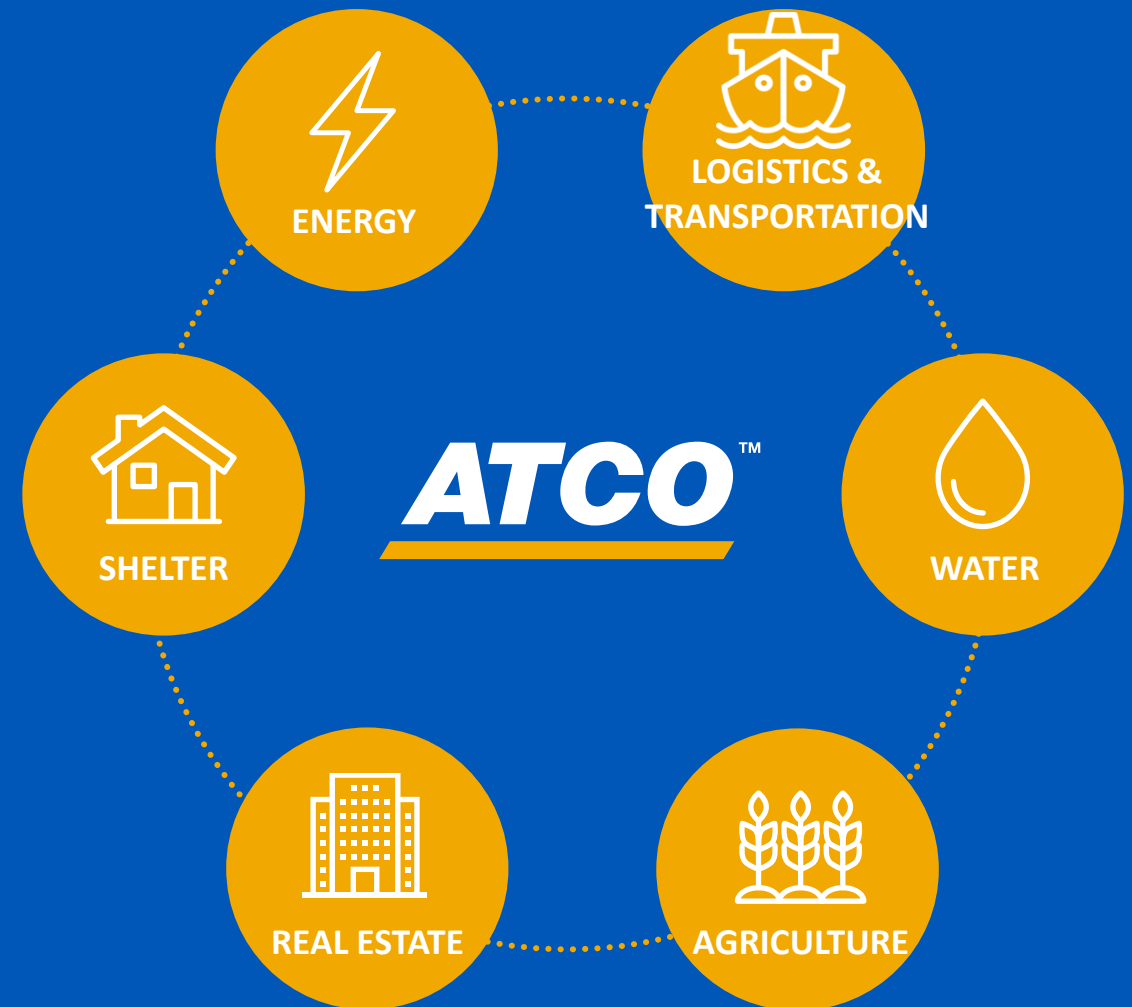 ENERGY
LOGISTICS &
TRANSPORTATION
SHELTER
ATCO™
WATER
REAL ESTATE
AGRICULTURE